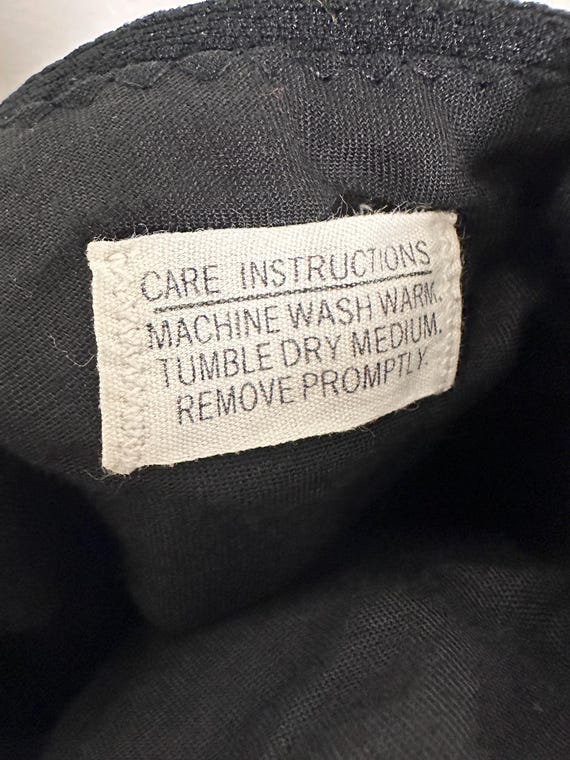 CARE INSTRUCTIONS
MACHINE WASH WARM.
TUMBLE DRY MEDIUM.
REMOVE PROMPTLY.